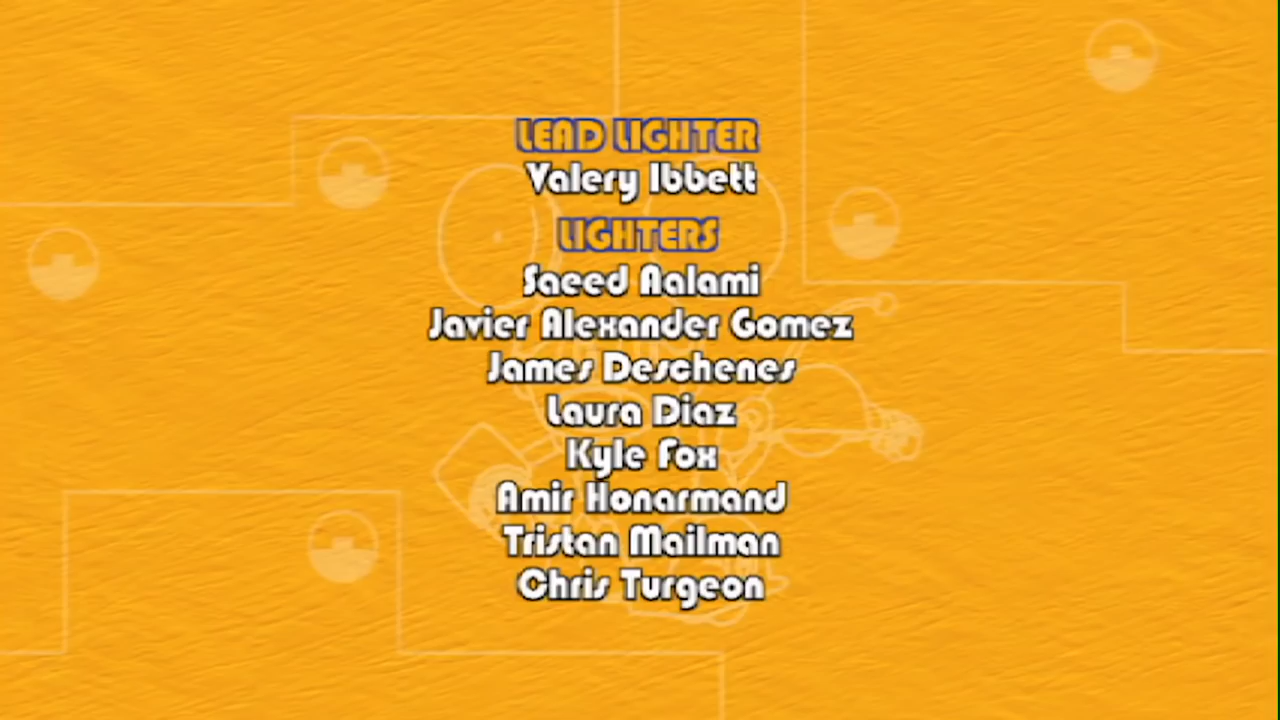 LEAD LIGHTER
Valery Ibbett
LIGHTERS
Saeed Aalami
Javier Alexander Gomez
James Deschenes
Laura Diaz
Kyle Fox
Amir Honarmand
Tristan Mailman
Chris Turgeon